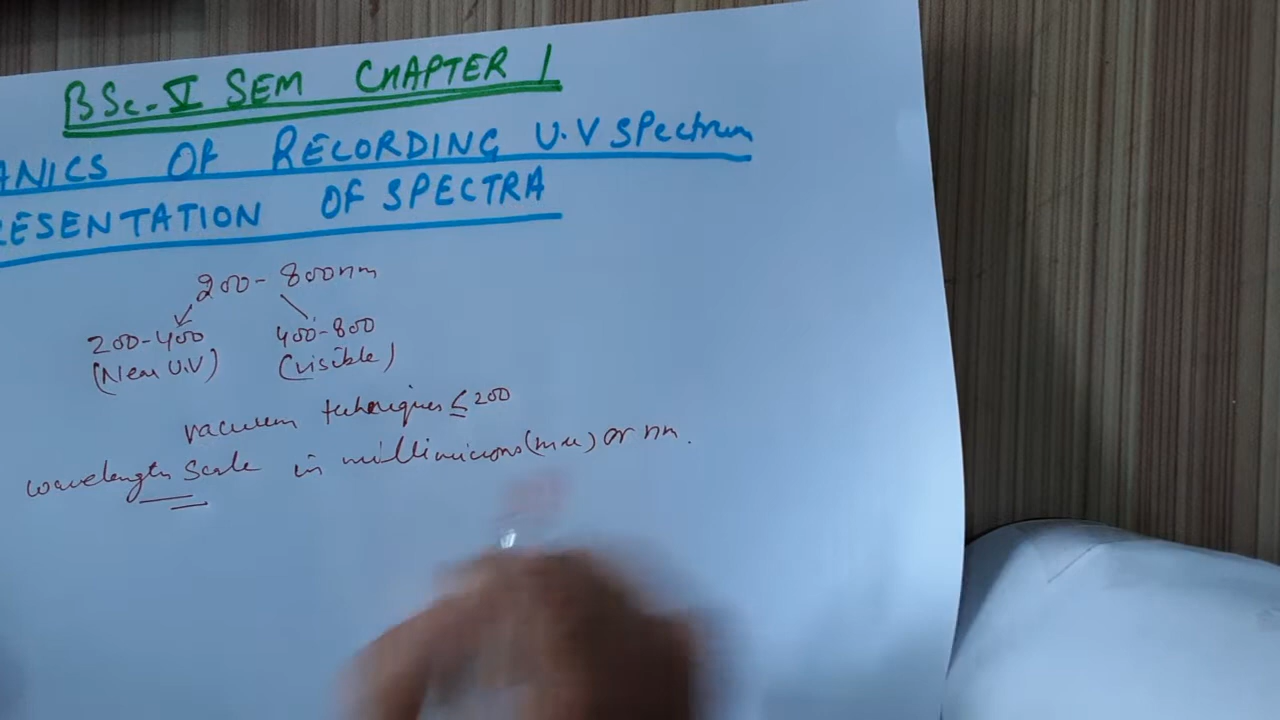 BSc-V SEM CHAPTER 1
ANICS OF RECORDING U.V SPectrum
RESENTATION OF SPECTRA
200-800nm
200-400 400-800
(Near U.V) (visible)
vacuum techniques ≤ 200
wavelength scale in millimicrons (mμ) or nm.